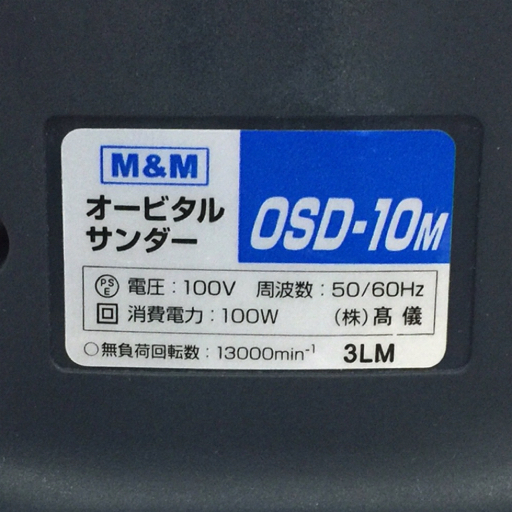 M&M
オービタル
サンダー
OSD-10M
PSE 電圧：100V 周波数：50/60Hz
消費電力：100W (株)髙儀
○無負荷回転数：13000min-¹ 3LM